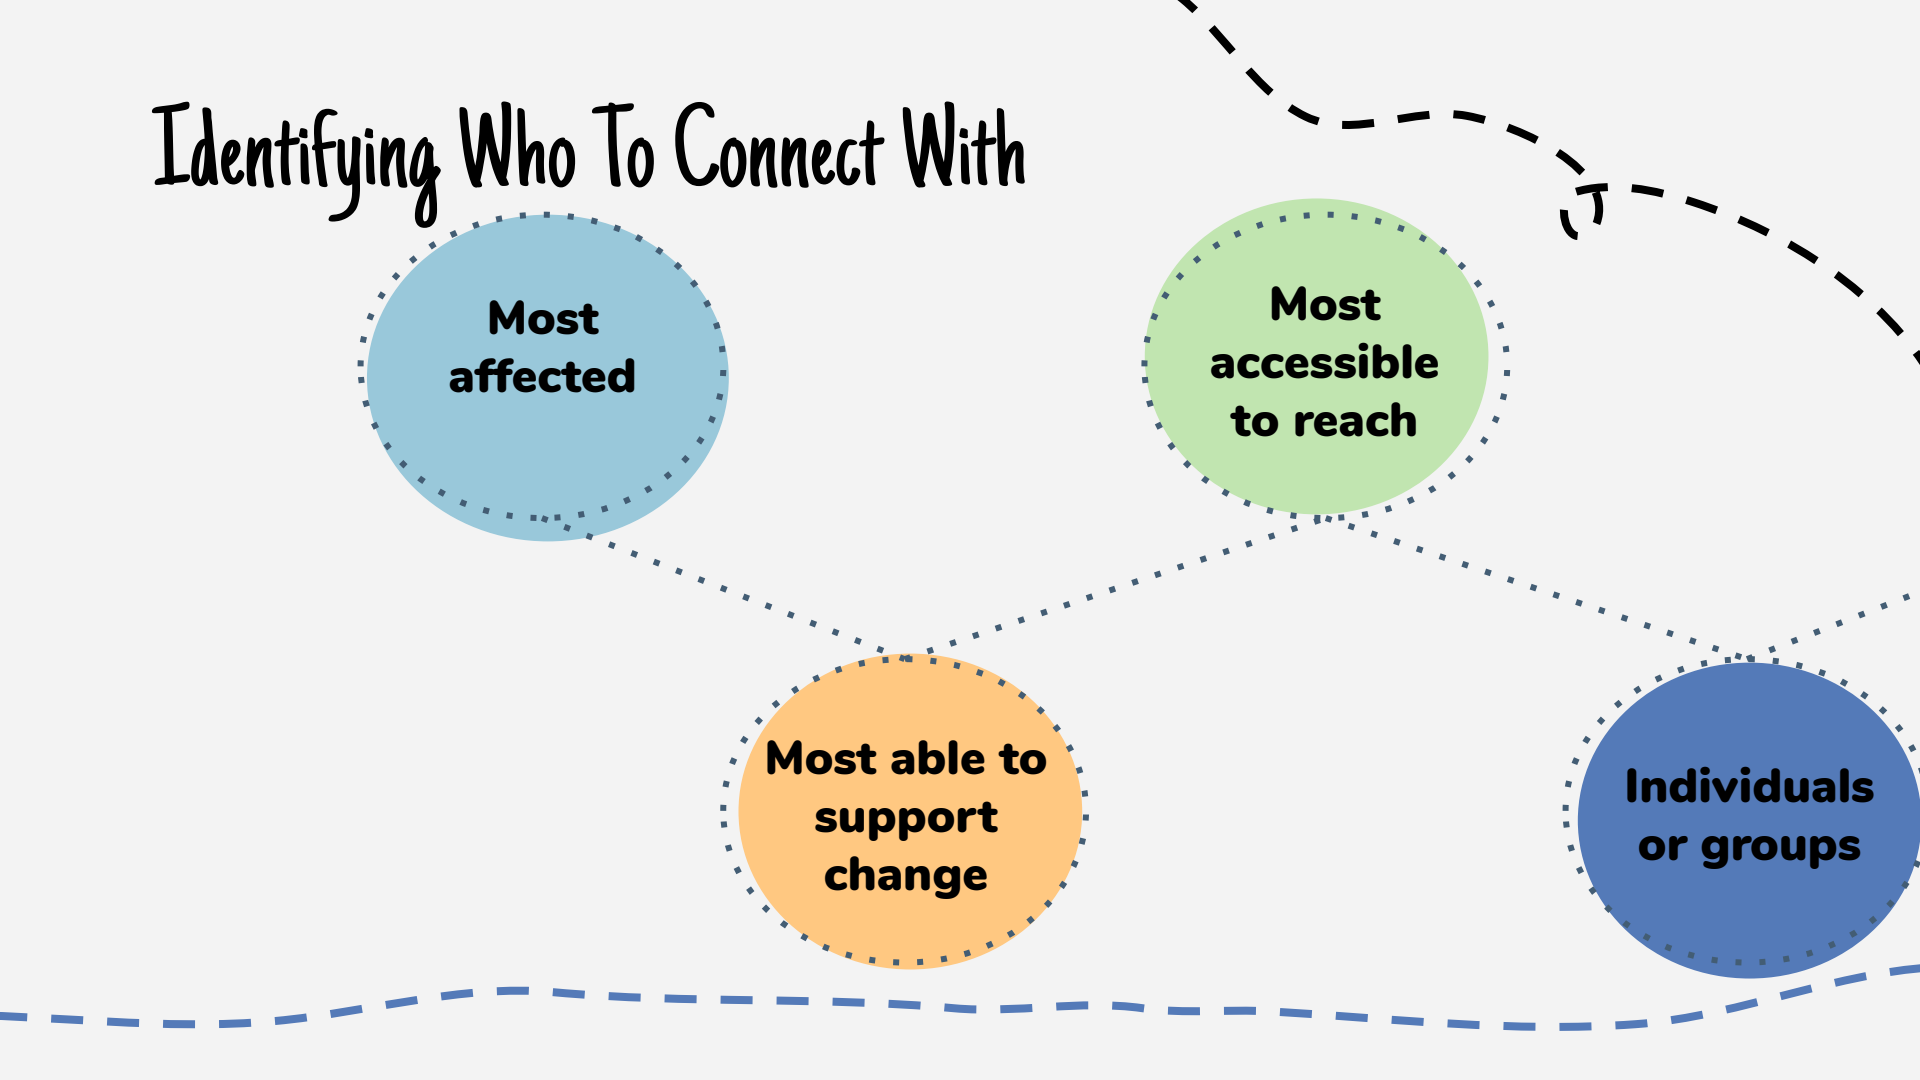 Identifying Who To Connect With
Most
affected
Most
accessible
to reach
Most able to
support
change
Individuals
or groups